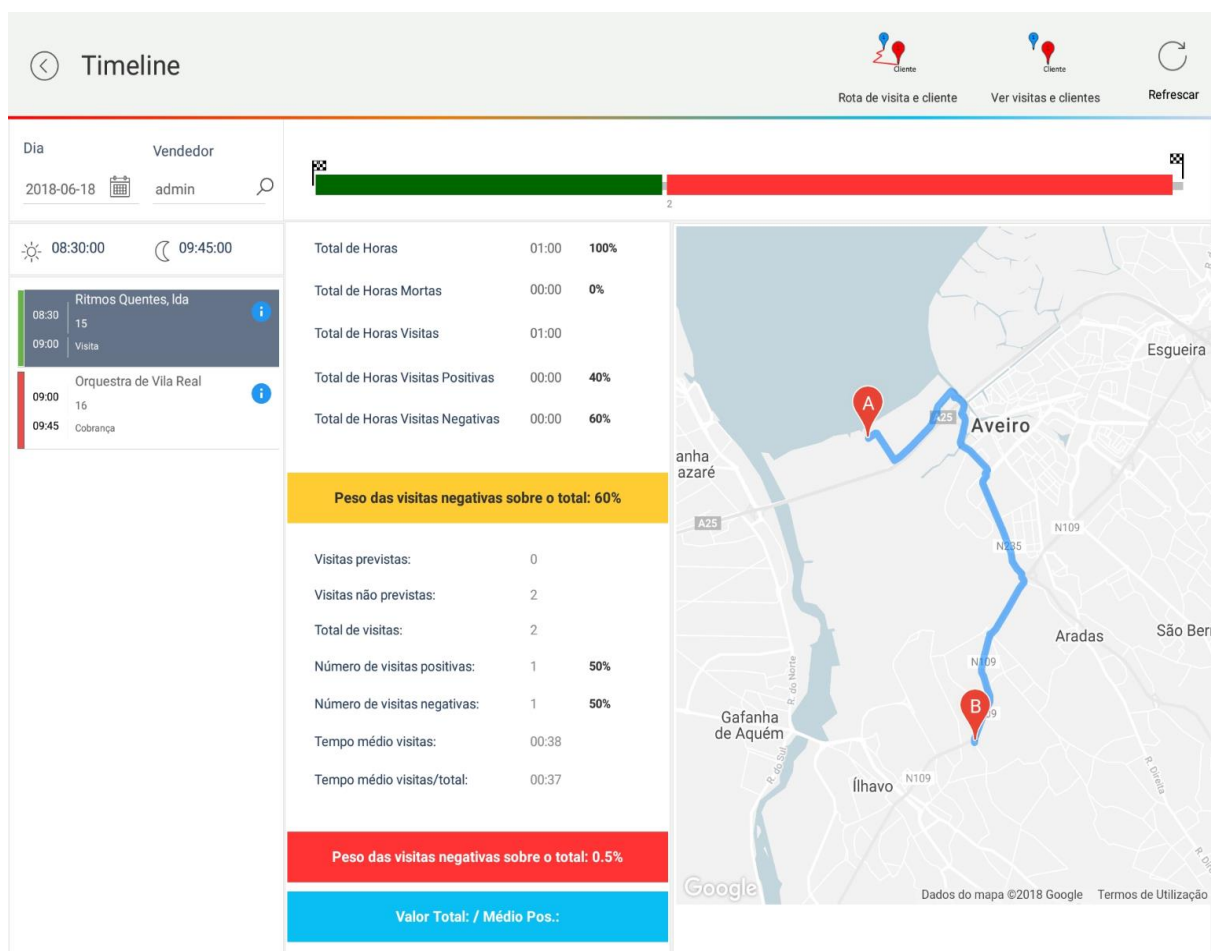 Timeline
Cliente
Rota de visita e cliente
Cliente
Ver visitas e clientes
Refrescar
Dia
Vendedor
2018-06-18
admin
2
08:30:00
09:45:00
08:30
09:00
Ritmos Quentes, lda
15
Visita
09:00
09:45
Orquestra de Vila Real
16
Cobrança
Total de Horas 01:00 100%
Total de Horas Mortas 00:00 0%
Total de Horas Visitas 01:00
Total de Horas Visitas Positivas 00:00 40%
Total de Horas Visitas Negativas 00:00 60%
Peso das visitas negativas sobre o total: 60%
Visitas previstas: 0
Visitas não previstas: 2
Total de visitas: 2
Número de visitas positivas: 1 50%
Número de visitas negativas: 1 50%
Tempo médio visitas: 00:38
Tempo médio visitas/total: 00:37
Peso das visitas negativas sobre o total: 0.5%
Valor Total: / Médio Pos.:
Esgueira
A
A25
Aveiro
anha
azaré
A25
N109
N235
Aradas
São Ber
R. do Norte
N109
B
Gafanha
de Aquém
R. do Sul
Ílhavo
N109
R. Direita
Google
Dados do mapa ©2018 Google
Termos de Utilização